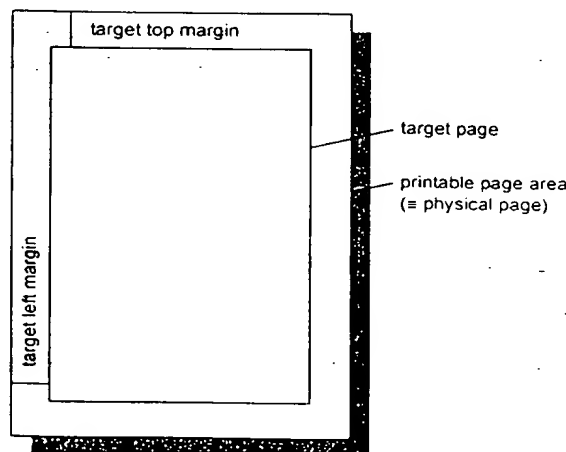 target top margin
target page
printable page area
(≡ physical page)
target left margin